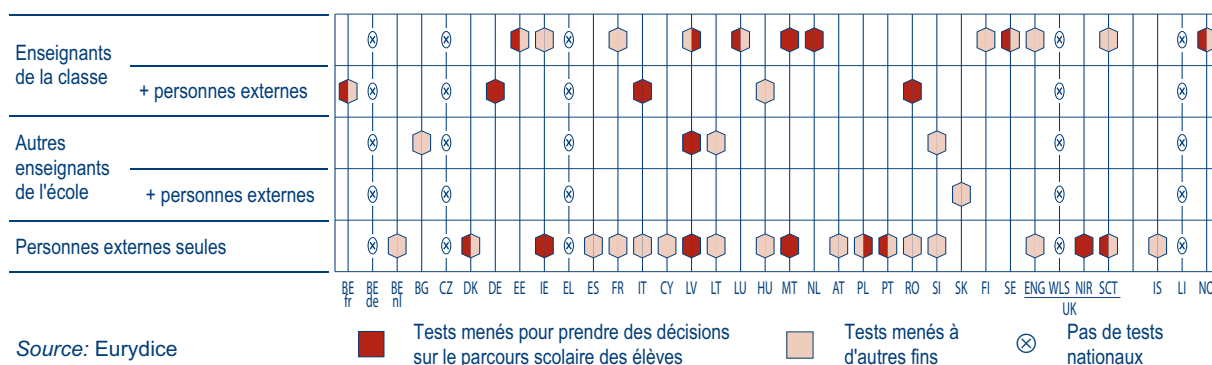 Enseignants
de la classe
+ personnes externes
Autres
enseignants
de l'école
+ personnes externes
Personnes externes seules
BE fr BE de BE nl BG CZ DK DE EE IE EL ES FR IT CY LV LT LU HU MT NL AT PL PT RO SI SK FI SE ENG WLS NIR SCT IS LI NO
UK
Source: Eurydice
Tests menés pour prendre des décisions
sur le parcours scolaire des élèves
Tests menés à
d'autres fins
Pas de tests
nationaux